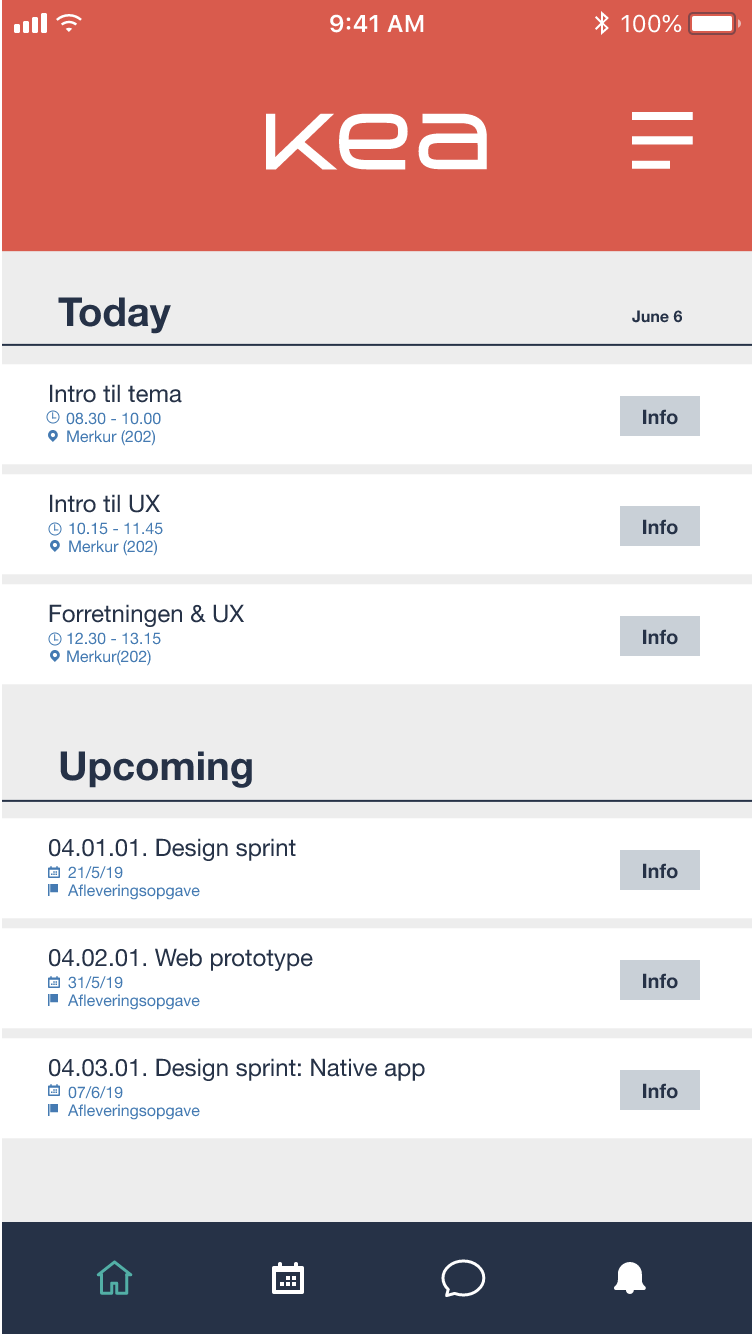 9:41 AM
100%
kea
Today
June 6
Intro til tema
08.30 - 10.00
Merkur (202)
Info
Intro til UX
10.15 - 11.45
Merkur (202)
Info
Forretningen & UX
12.30 - 13.15
Merkur(202)
Info
Upcoming
04.01.01. Design sprint
21/5/19
Afleveringsopgave
Info
04.02.01. Web prototype
31/5/19
Afleveringsopgave
Info
04.03.01. Design sprint: Native app
07/6/19
Afleveringsopgave
Info